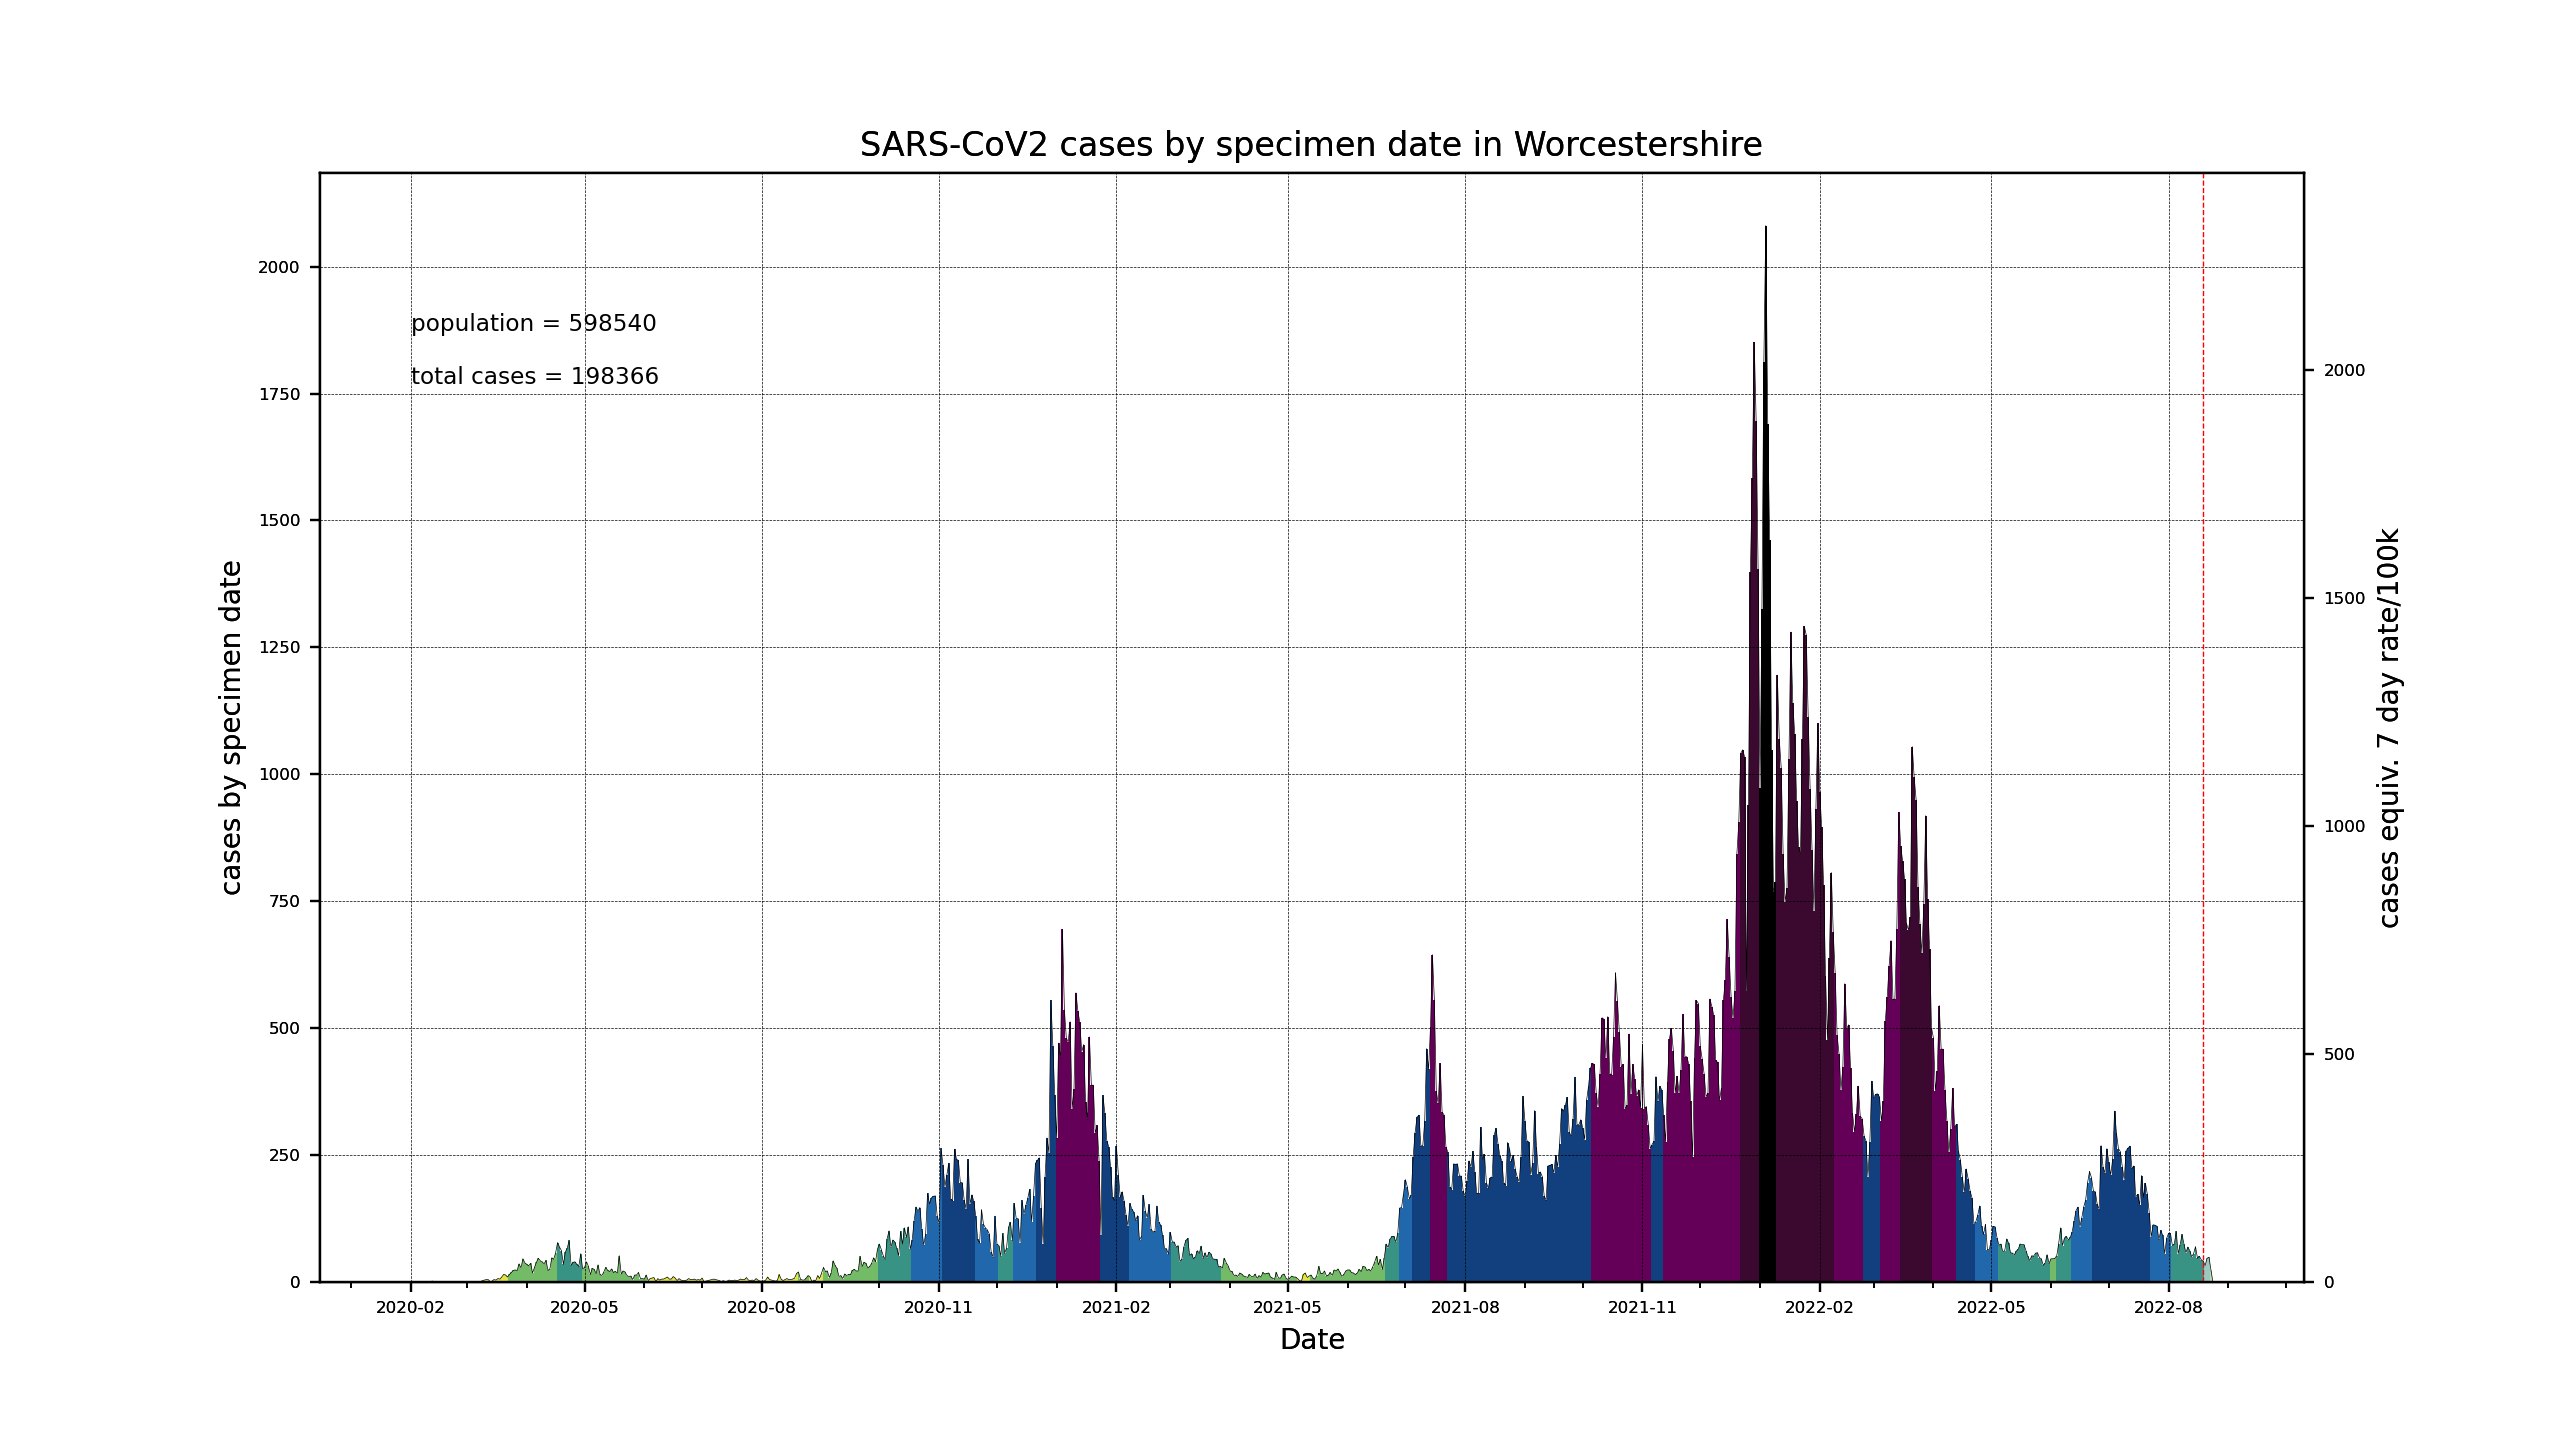 SARS-CoV2 cases by specimen date in Worcestershire
population = 598540
total cases = 198366
cases by specimen date
2000
1750
1500
1250
1000
750
500
250
0
2000
1500
1000
500
0
cases equiv. 7 day rate/100k
2020-02 2020-05 2020-08 2020-11 2021-02 2021-05 2021-08 2021-11 2022-02 2022-05 2022-08
Date